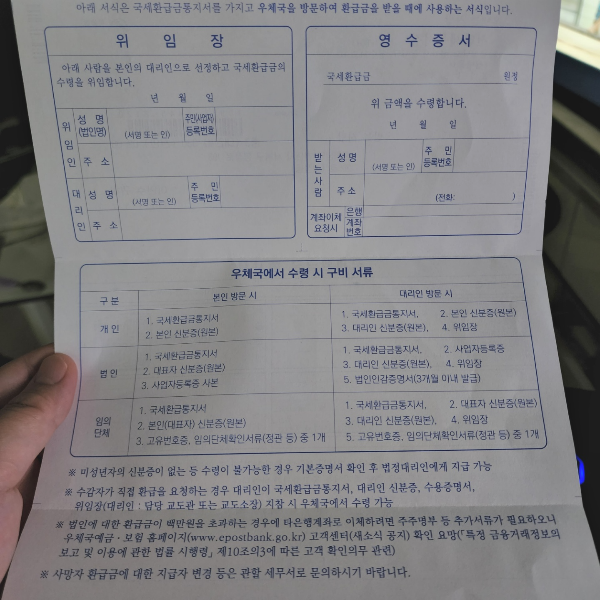 아래 서식은 국세환급금통지서를 가지고 우체국을 방문하여 환급금을 받을 때에 사용하는 서식입니다.
위 임 장
아래 사람을 본인의 대리인으로 선정하고 국세환급금의
수령을 위임합니다.
년 월 일
위임인
성 명
(법인명)
(서명 또는 인)
주민(사업자)
등록번호
주 소
대리인
성 명
(서명 또는 인)
주 민
등록번호
주 소
영 수 증 서
국세환급금 원정
위 금액을 수령합니다.
년 월 일
받는사람
성 명
(서명 또는 인)
주 민
등록번호
주 소
(전화: )
계좌이체
요청시
은행
계좌
번호
우체국에서 수령 시 구비 서류
구 분 본인 방문 시 대리인 방문 시
개 인
1. 국세환급금통지서
2. 본인 신분증(원본)
1. 국세환급금통지서, 2. 본인 신분증(원본)
3. 대리인 신분증(원본), 4. 위임장
법 인
1. 국세환급금통지서
2. 대표자 신분증(원본)
3. 사업자등록증 사본
1. 국세환급금통지서, 2. 사업자등록증
3. 대리인 신분증(원본), 4. 위임장
5. 법인인감증명서(3개월 이내 발급)
임의
단체
1. 국세환급금통지서
2. 본인(대표자) 신분증(원본)
3. 고유번호증, 임의단체확인서류(정관 등) 중 1개
1. 국세환급금통지서, 2. 대표자 신분증(원본)
3. 대리인 신분증(원본), 4. 위임장
5. 고유번호증, 임의단체확인서류(정관 등) 중 1개
※ 미성년자의 신분증이 없는 등 수령이 불가능한 경우 기본증명서 확인 후 법정대리인에게 지급 가능
※ 수감자가 직접 환급을 요청하는 경우 대리인이 국세환급금통지서, 대리인 신분증, 수용증명서,
위임장(대리인 : 담당 교도관 또는 교도소장) 지참 시 우체국에서 수령 가능
※ 법인에 대한 환급금이 백만원을 초과하는 경우에 타은행계좌로 이체하려면 주주명부 등 추가서류가 필요하오니
우체국예금 · 보험 홈페이지(www.epostbank.go.kr) 고객센터(새소식 공지) 확인 요망(「특정 금융거래정보의
보고 및 이용에 관한 법률 시행령」 제10조의3에 따른 고객 확인의무 관련)
※ 사망자 환급금에 대한 지급자 변경 등은 관할 세무서로 문의하시기 바랍니다.